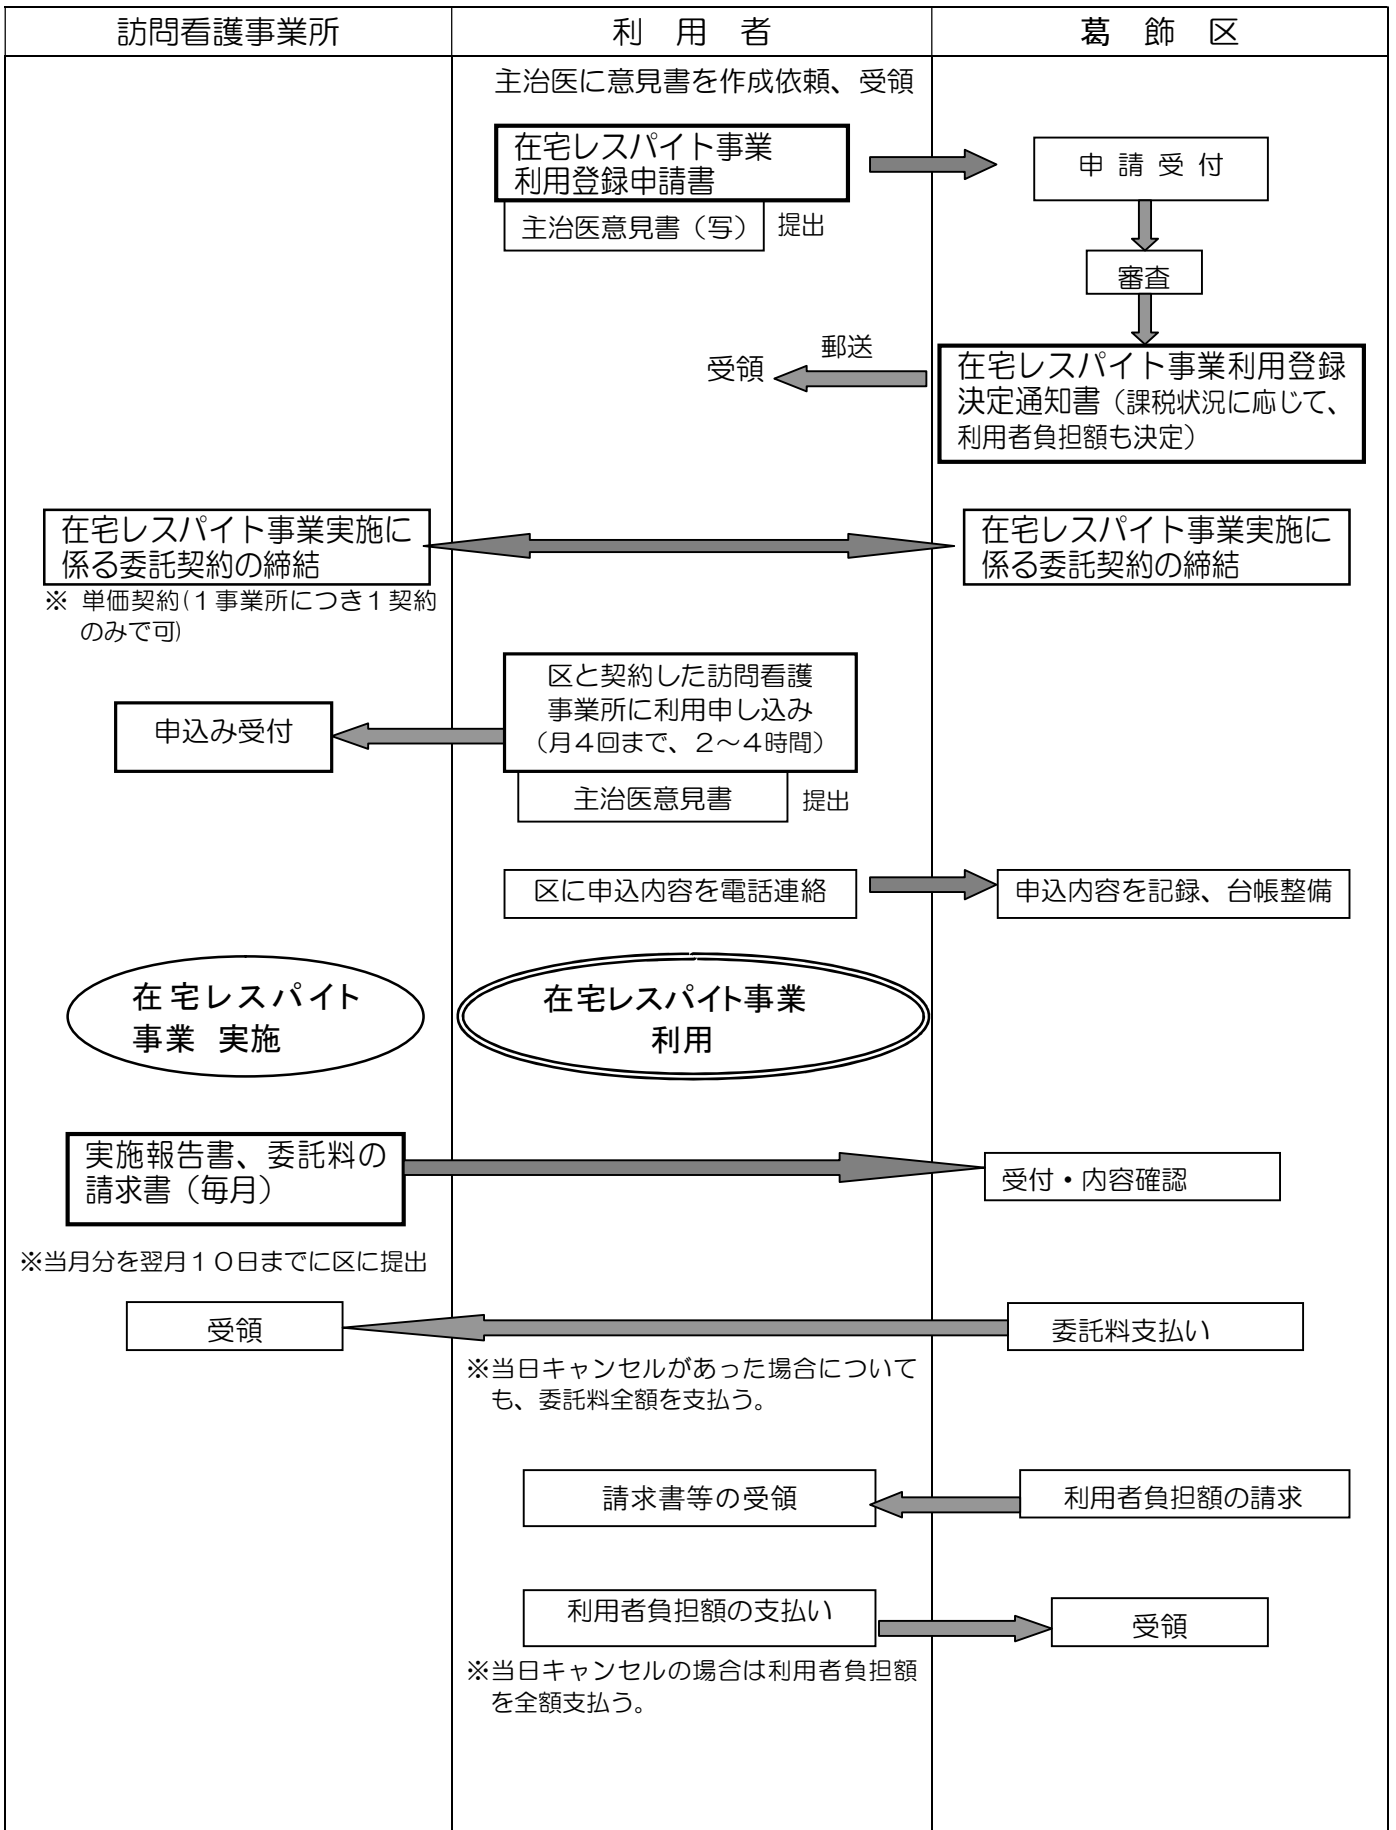 訪問看護事業所
利 用 者
葛 飾 区
主治医に意見書を作成依頼、受領
在宅レスパイト事業
利用登録申請書
主治医意見書（写）
提出
申 請 受 付
審査
在宅レスパイト事業利用登録
決定通知書（課税状況に応じて、
利用者負担額も決定）
郵送
受領
在宅レスパイト事業実施に
係る委託契約の締結
※ 単価契約(１事業所につき１契約
のみで可)
在宅レスパイト事業実施に
係る委託契約の締結
区と契約した訪問看護
事業所に利用申し込み
（月４回まで、２～４時間）
主治医意見書
提出
申込み受付
区に申込内容を電話連絡
申込内容を記録、台帳整備
在宅レスパイト
事業 実施
在宅レスパイト事業
利用
実施報告書、委託料の
請求書（毎月）
※当月分を翌月１０日までに区に提出
受付・内容確認
受領
委託料支払い
※当日キャンセルがあった場合について
も、委託料全額を支払う。
請求書等の受領
利用者負担額の請求
利用者負担額の支払い
受領
※当日キャンセルの場合は利用者負担額
を全額支払う。